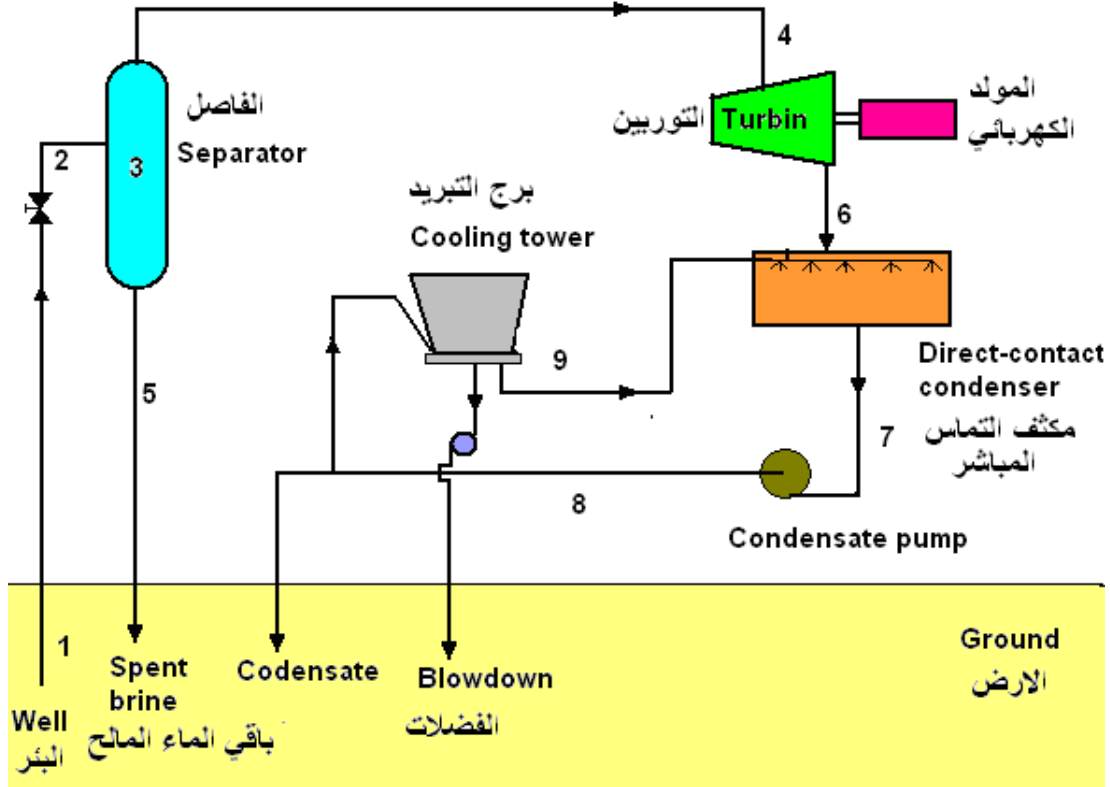 4
المولد
الكهربائي
الفاصل
Separator
التوربين
Turbin
2
3
برج التبريد
Cooling tower
6
9
Direct-contact
condenser
مكثف التماس
المباشر
5
7
8
Condensate pump
1
Spent
brine
باقي الماء المالح
Codensate
Blowdown
الفضلات
Ground
الارض
Well
البئر